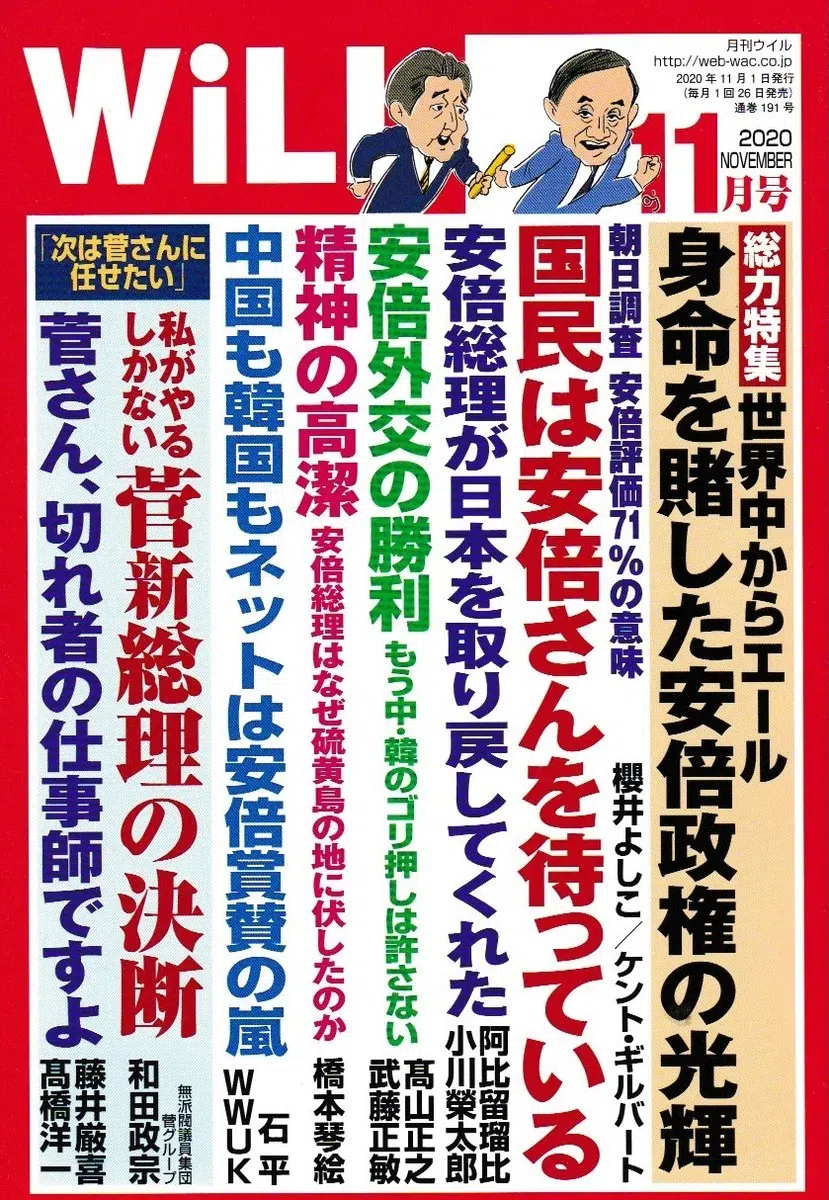 WiLL
月刊ウイル
http://web-wac.co.jp
2020年11月1日発行
(毎月1回26日発売)
通巻191号
2020
NOVEMBER
11
月号
総力特集
世界中からエール
身命を賭した安倍政権の光輝
朝日調査 安倍評価71%の意味
櫻井よしこ/ケント・ギルバート
国民は安倍さんを待っている
安倍総理が日本を取り戻してくれた
阿比留瑠比
小川榮太郎
安倍外交の勝利
もう中・韓のゴリ押しは許さない
髙山正之
武藤正敏
精神の高潔
安倍総理はなぜ硫黄島の地に伏したのか
橋本琴絵
中国も韓国もネットは安倍賞賛の嵐
石平
WWUK
「次は菅さんに
任せたい」
私がやる
しかない
菅新総理の決断
無派閥議員集団
菅グループ
和田政宗
菅さん、切れ者の仕事師ですよ
藤井厳喜
髙橋洋一